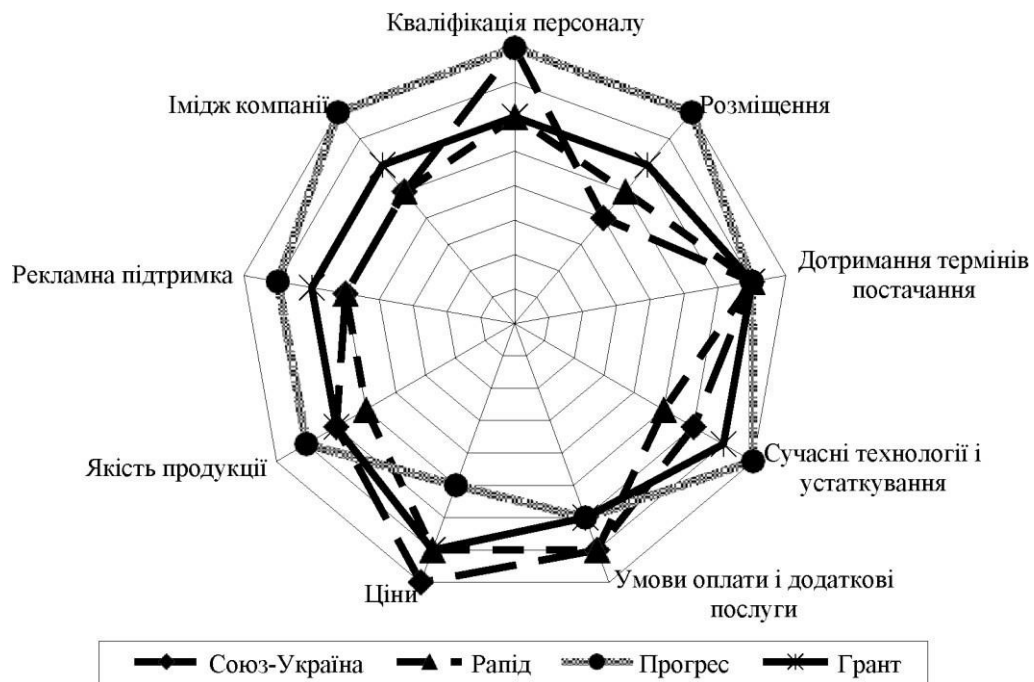 Кваліфікація персоналу
Імідж компанії
Розміщення
Рекламна підтримка
Дотримання термінів
постачання
Якість продукції
Сучасні технології і
устаткування
Ціни
Умови оплати і додаткові
послуги
Союз-Україна
Рапід
Прогрес
Грант